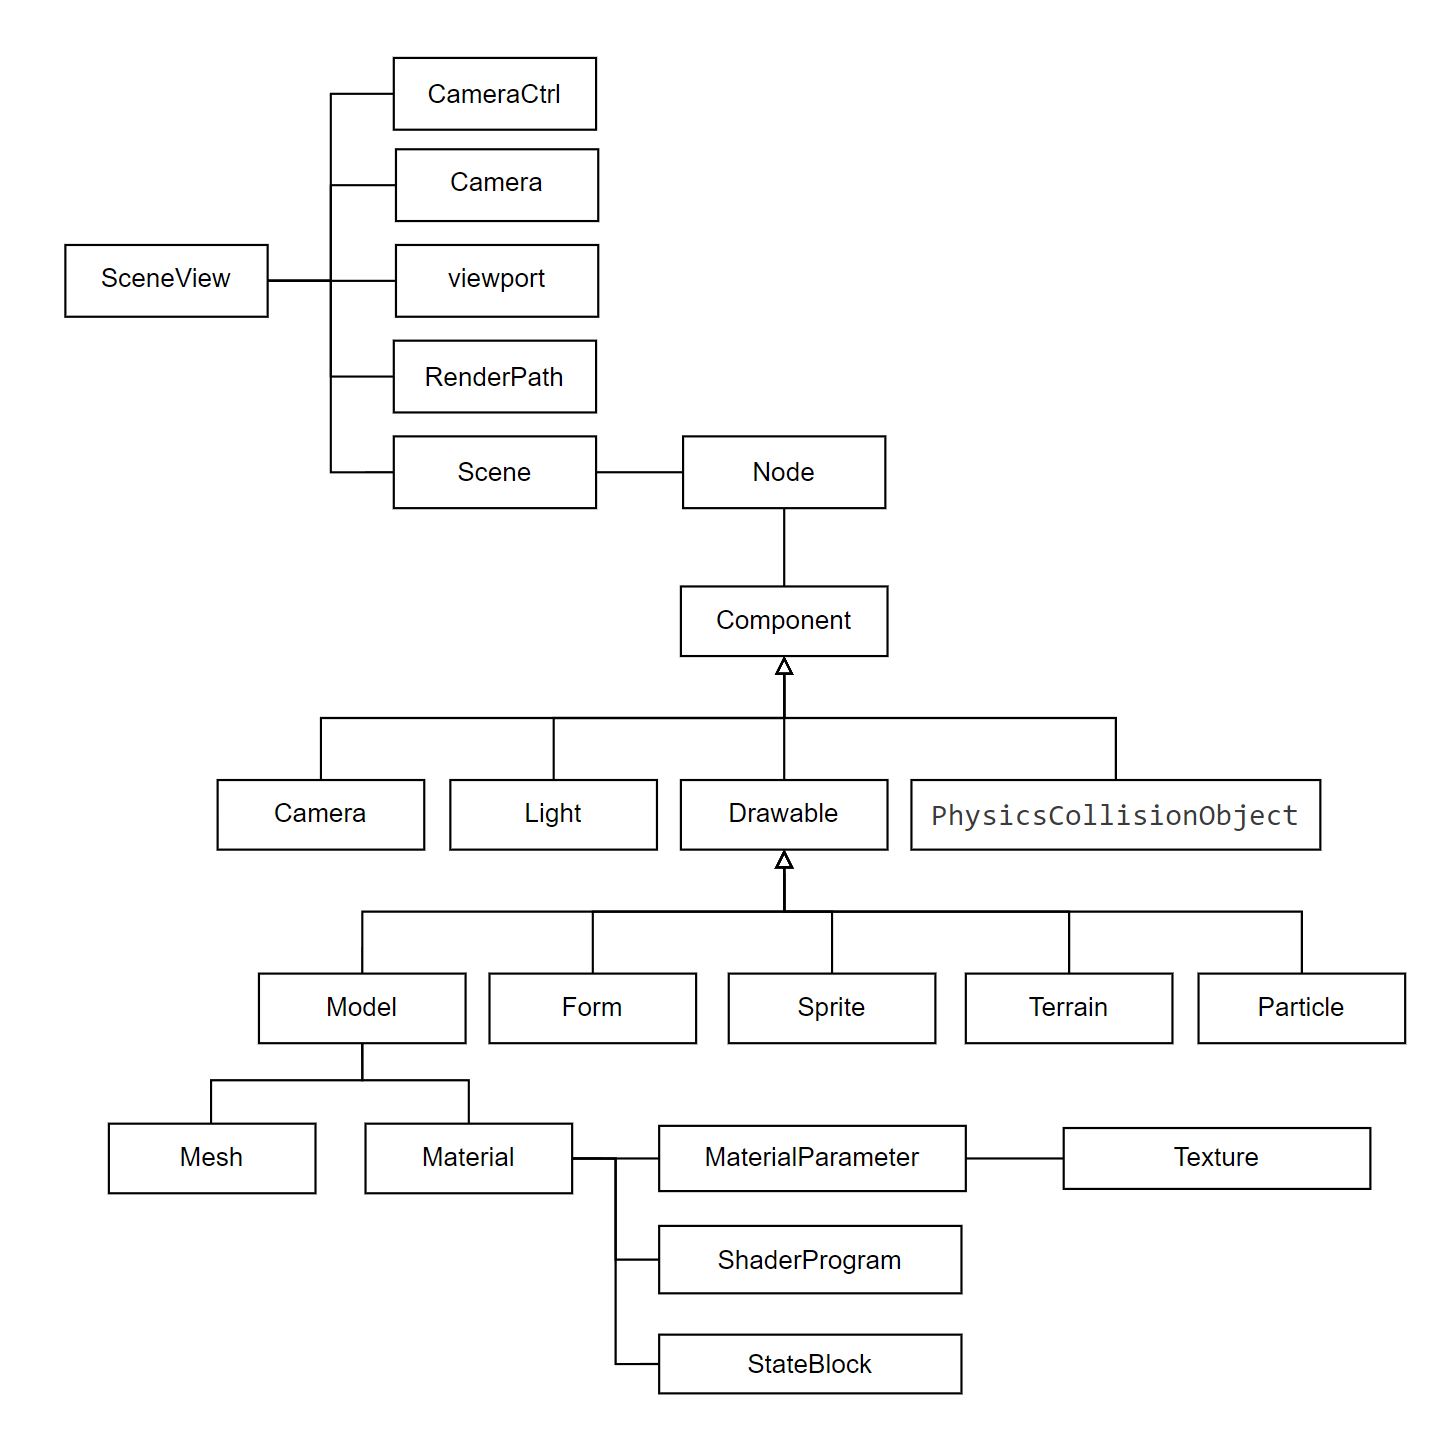 CameraCtrl
Camera
SceneView
viewport
RenderPath
Scene
Node
Component
Camera
Light
Drawable
PhysicsCollisionObject
Model
Form
Sprite
Terrain
Particle
Mesh
Material
MaterialParameter
Texture
ShaderProgram
StateBlock